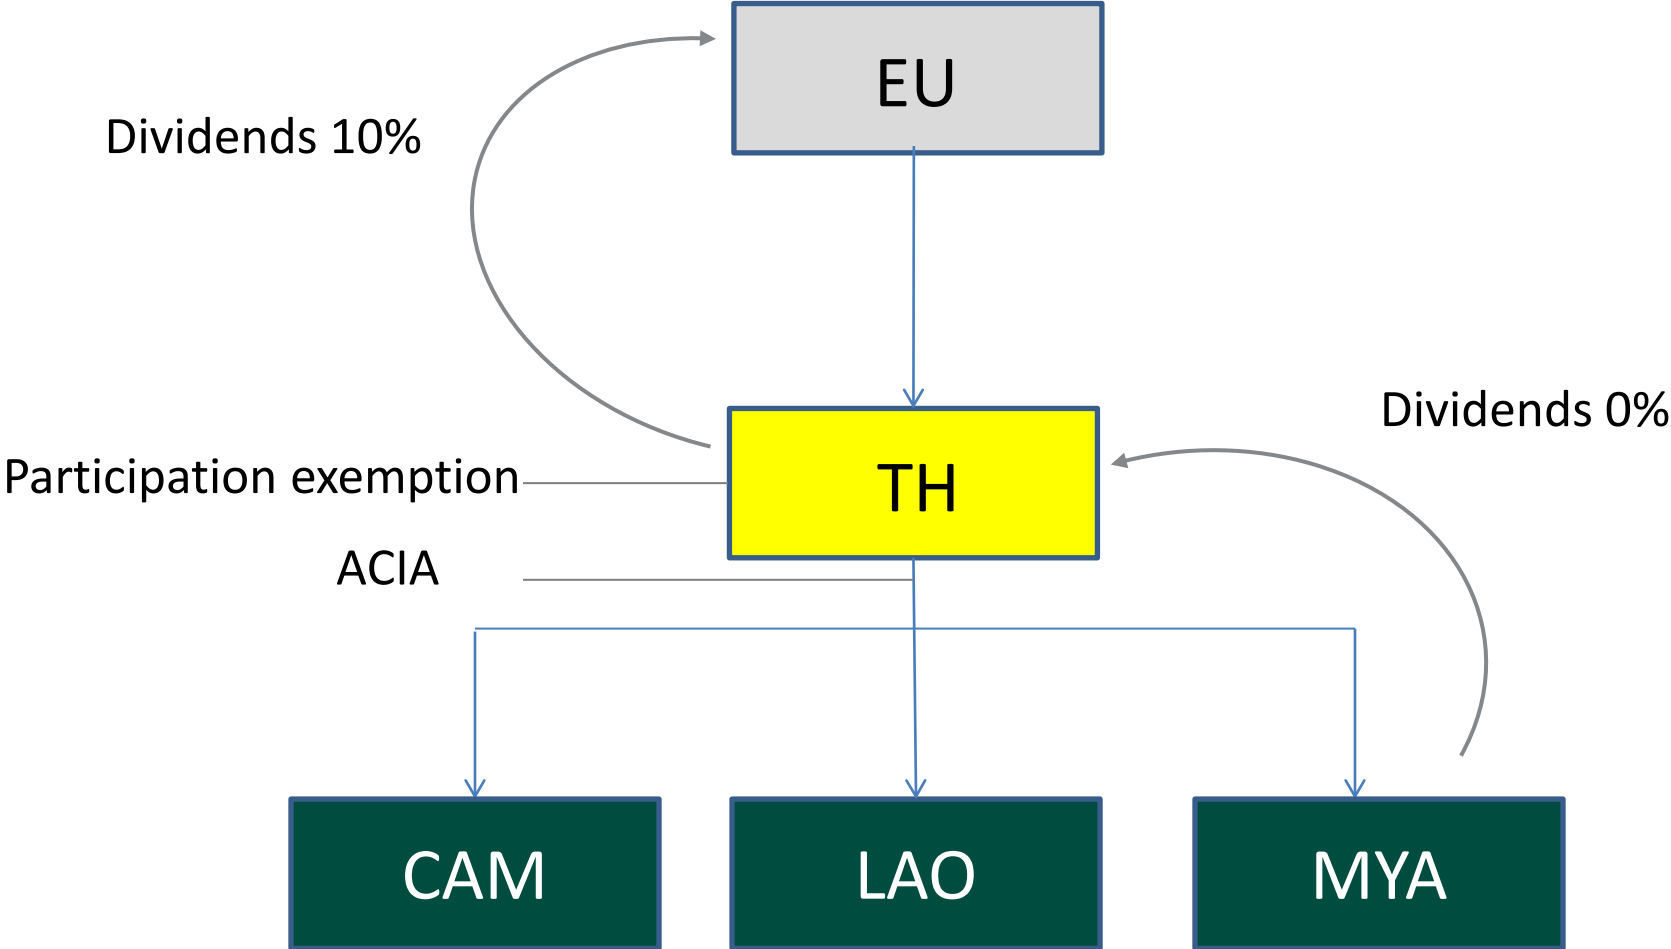 EU
Dividends 10%
Dividends 0%
Participation exemption
TH
ACIA
CAM
LAO
MYA